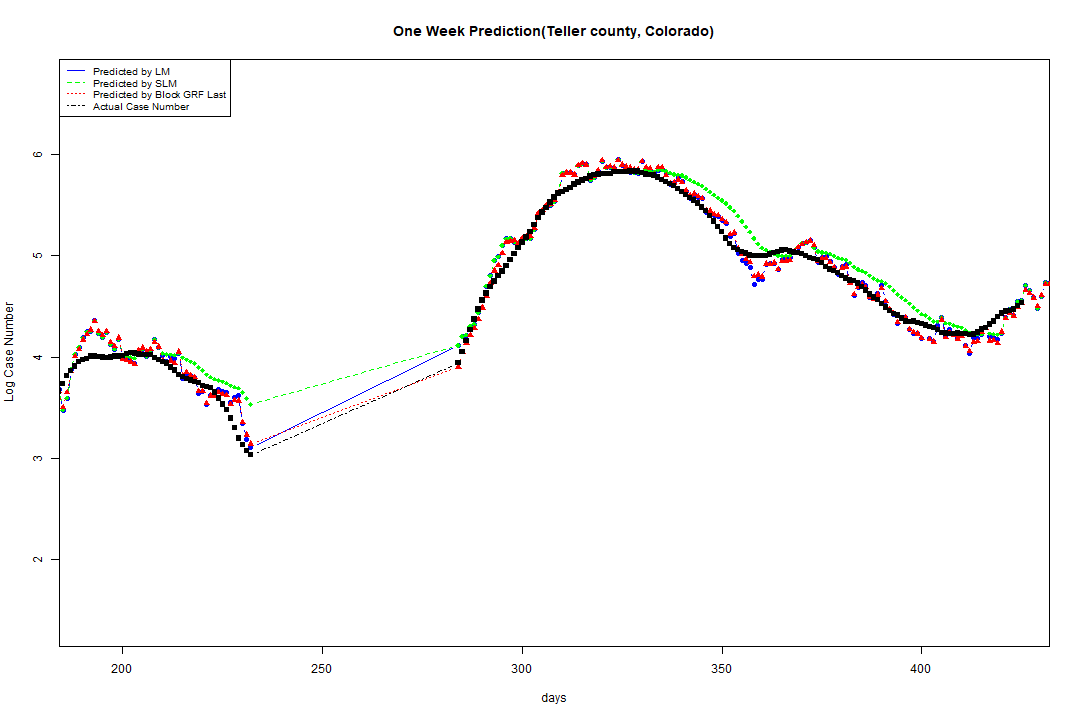 One Week Prediction(Teller county, Colorado)
Predicted by LM
Predicted by SLM
Predicted by Block GRF Last
Actual Case Number
6
5
4
3
2
Log Case Number
200 250 300 350 400
days